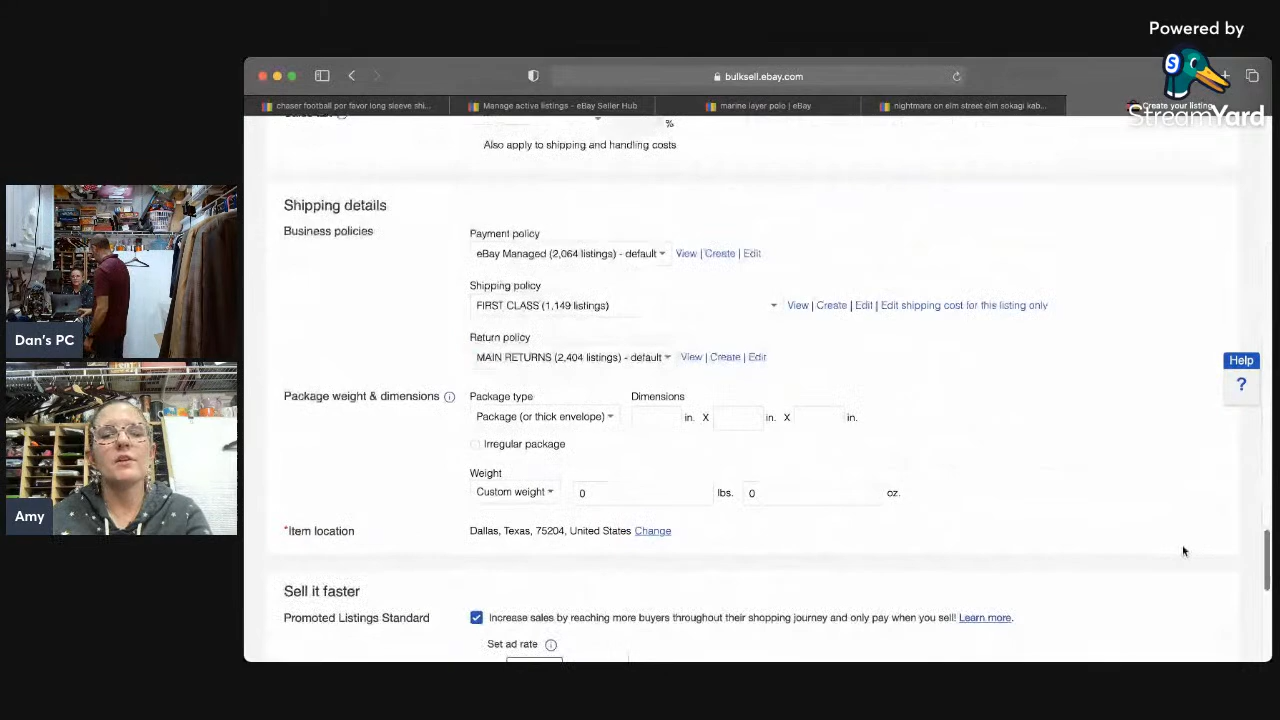 Powered by
StreamYard
bulksell.ebay.com
chaser football por favor long sleeve shi...
Manage active listings - eBay Seller Hub
marine layer polo | eBay
nightmare on elm street elm sokagi kab...
Create your listing
%
Also apply to shipping and handling costs
Shipping details
Business policies
Payment policy
eBay Managed (2,064 listings) - default
View | Create | Edit
Shipping policy
FIRST CLASS (1,149 listings)
View | Create | Edit | Edit shipping cost for this listing only
Return policy
MAIN RETURNS (2,404 listings) - default
View | Create | Edit
Help
?
Package weight & dimensions
Package type
Dimensions
Package (or thick envelope)
in. X in. X in.
Irregular package
Weight
Custom weight
0 lbs. 0 oz.
*Item location
Dallas, Texas, 75204, United States Change
Sell it faster
Promoted Listings Standard
Increase sales by reaching more buyers throughout their shopping journey and only pay when you sell! Learn more.
Set ad rate
Dan's PC
Amy